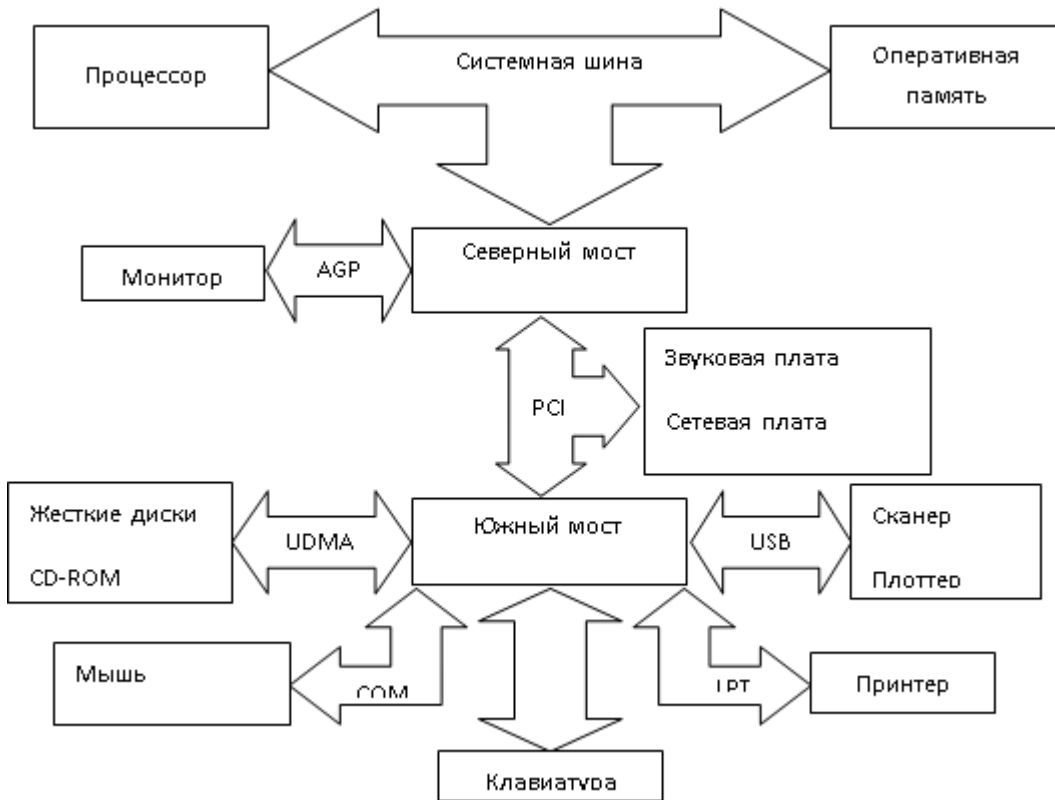 Процессор
Системная шина
Оперативная
память
Северный мост
AGP
Монитор
Звуковая плата
PCI
Сетевая плата
Жесткие диски
CD-ROM
UDMA
Южный мост
USB
Сканер
Плоттер
Мышь
COM
LPT
Принтер
Клавиатура